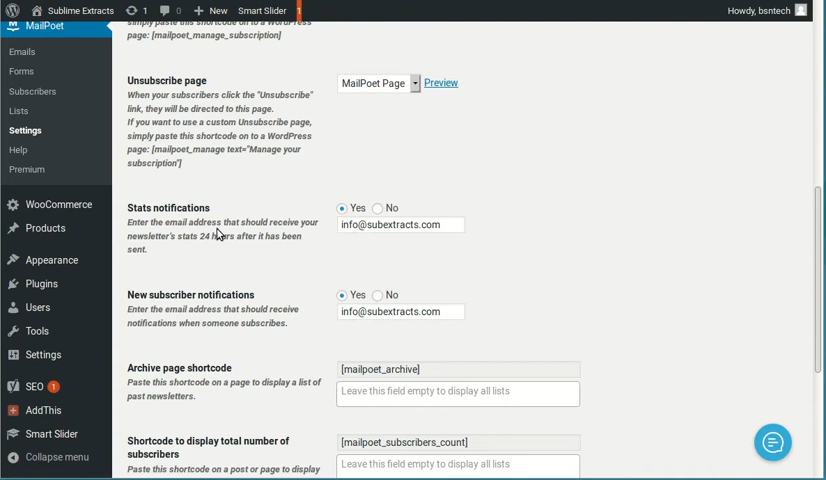 Sublime Extracts 1 0 New Smart Slider 1 Howdy, bsntech
MailPoet
Emails
Forms
Subscribers
Lists
Settings
Help
Premium
WooCommerce
Products
Appearance
Plugins
Users
Tools
Settings
SEO 1
AddThis
Smart Slider
Collapse menu
simply paste this shortcode on to a WordPress
page: [mailpoet_manage_subscription]
Unsubscribe page
When your subscribers click the "Unsubscribe"
link, they will be directed to this page.
If you want to use a custom Unsubscribe page,
simply paste this shortcode on to a WordPress
page: [mailpoet_manage text="Manage your
subscription"]
MailPoet Page Preview
Stats notifications
Enter the email address that should receive your
newsletter's stats 24 hours after it has been
sent.
Yes No
info@subextracts.com
New subscriber notifications
Enter the email address that should receive
notifications when someone subscribes.
Yes No
info@subextracts.com
Archive page shortcode
Paste this shortcode on a page to display a list of
past newsletters.
[mailpoet_archive]
Leave this field empty to display all lists
Shortcode to display total number of
subscribers
Paste this shortcode on a post or page to display
[mailpoet_subscribers_count]
Leave this field empty to display all lists